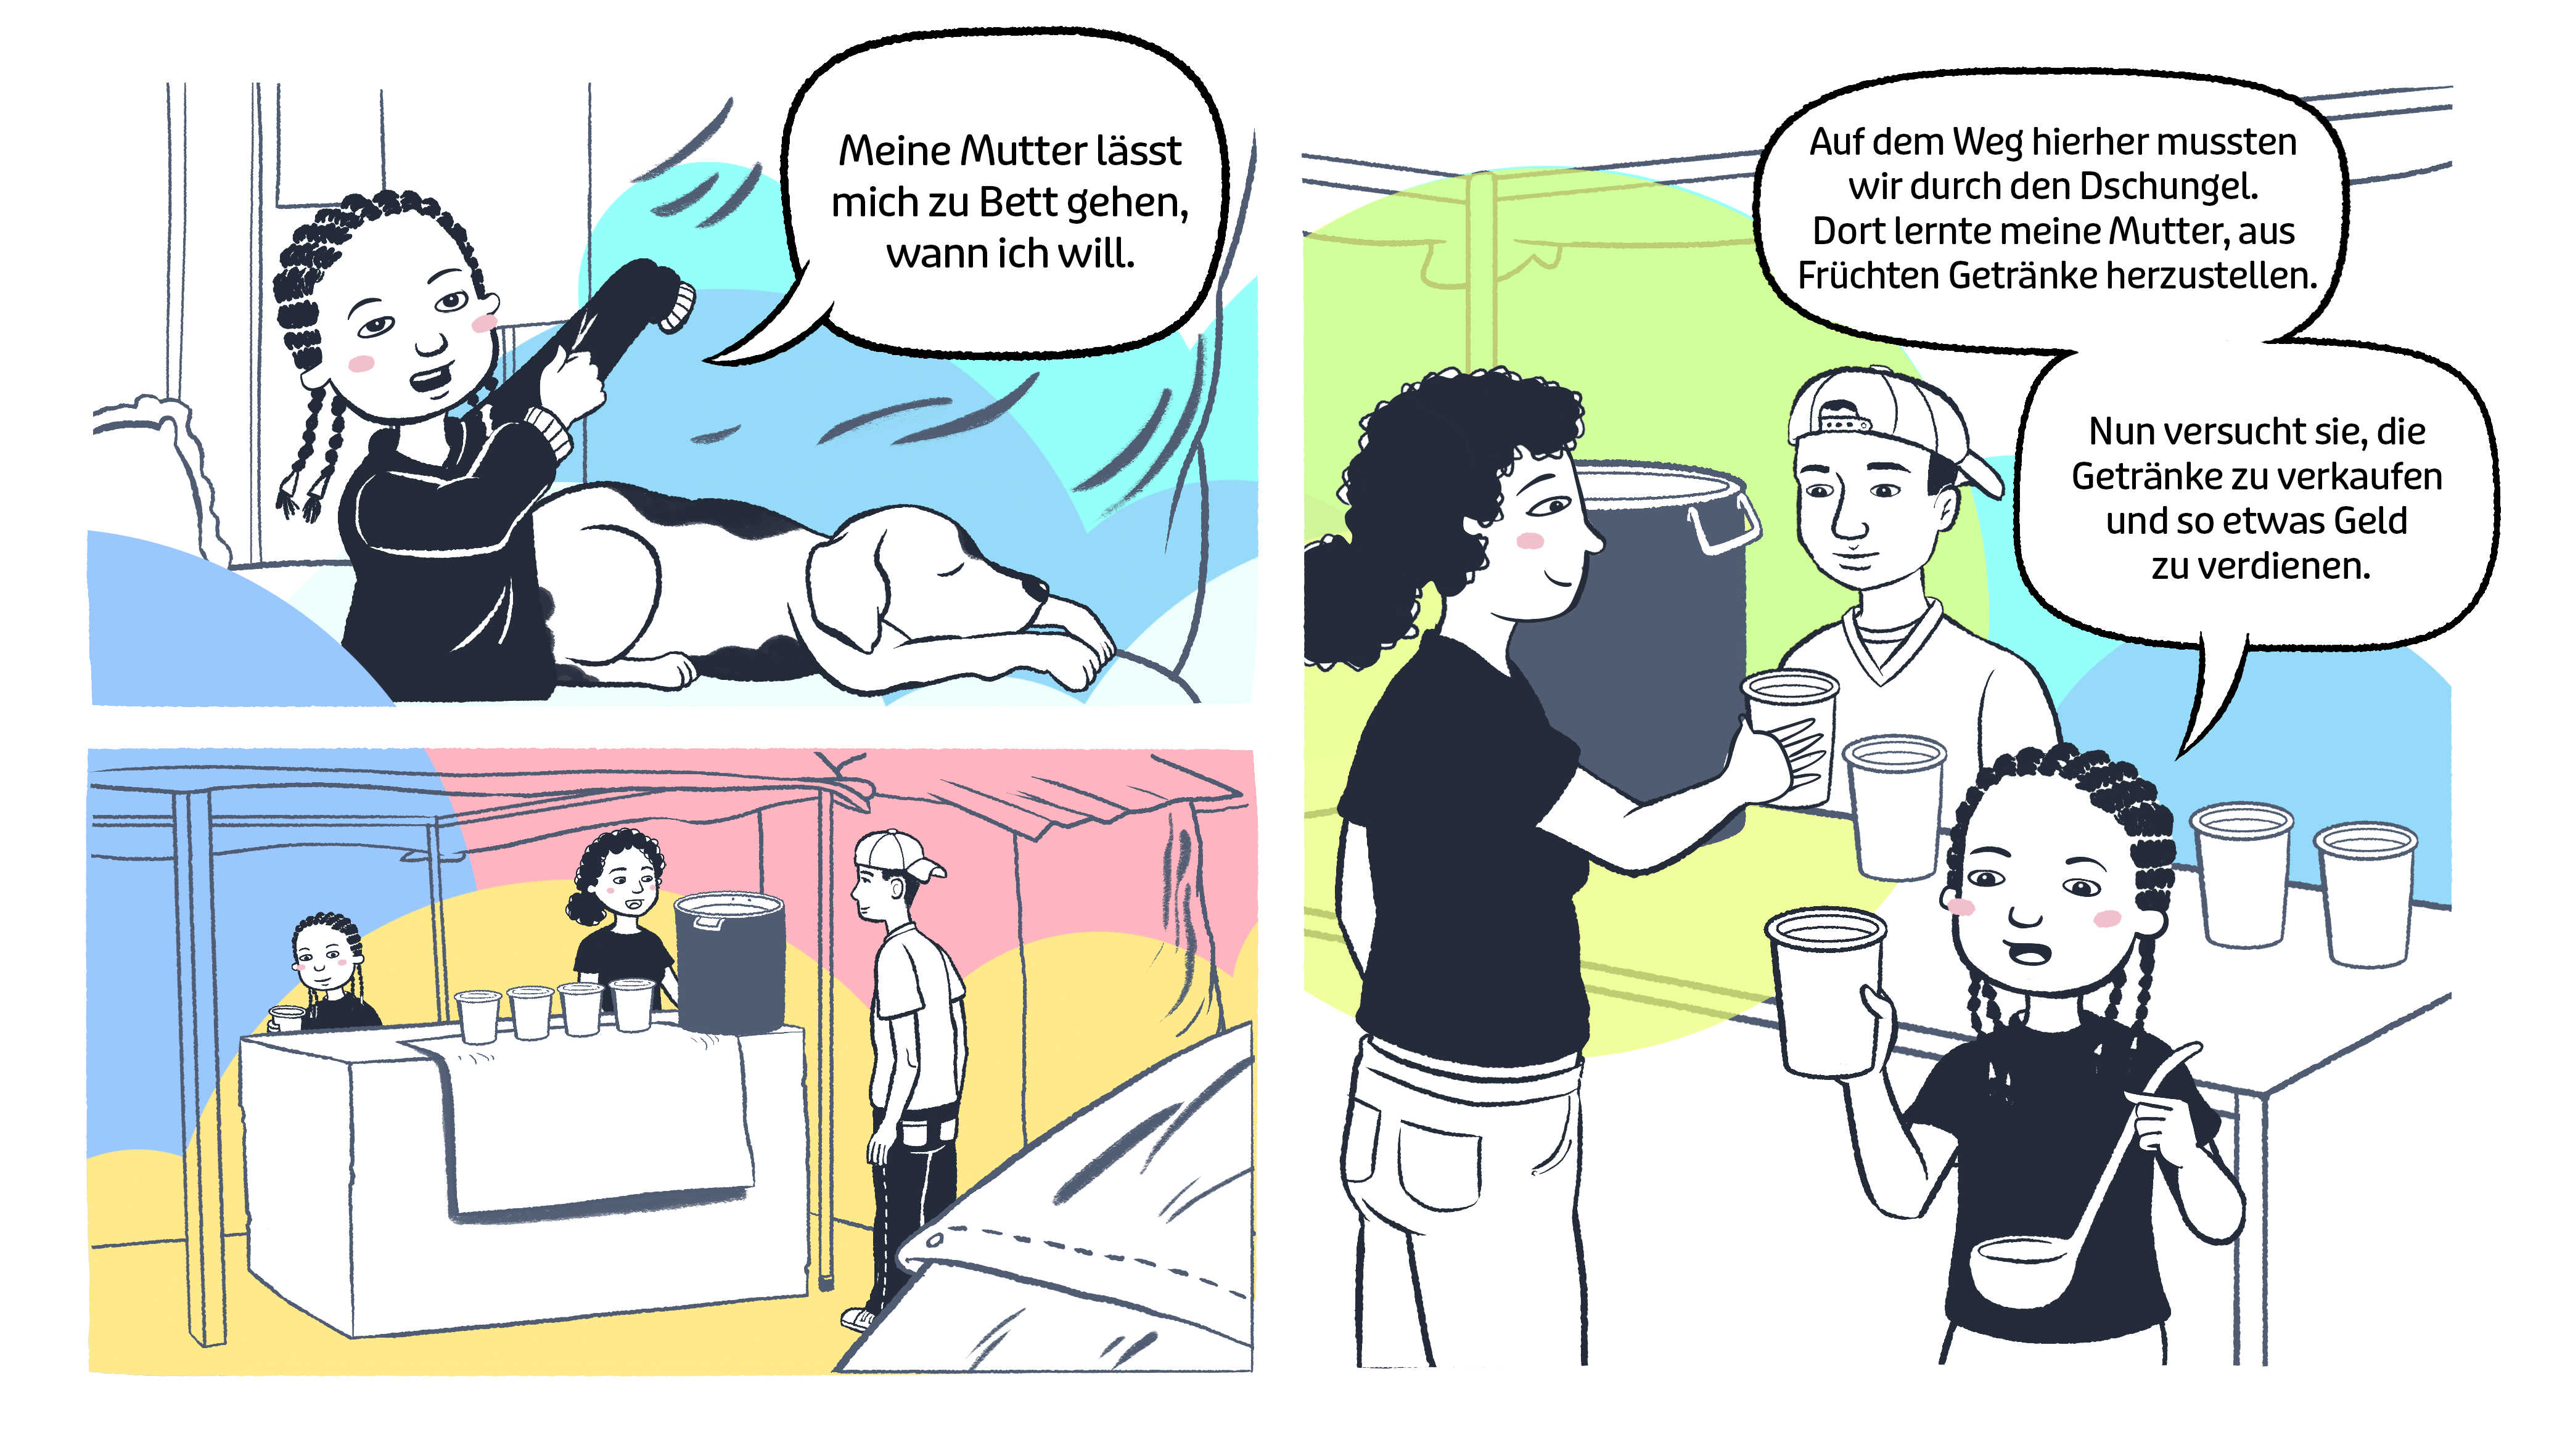 Meine Mutter lässt
mich zu Bett gehen,
wann ich will.
Auf dem Weg hierher mussten
wir durch den Dschungel.
Dort lernte meine Mutter, aus
Früchten Getränke herzustellen.
Nun versucht sie, die
Getränke zu verkaufen
und so etwas Geld
zu verdienen.